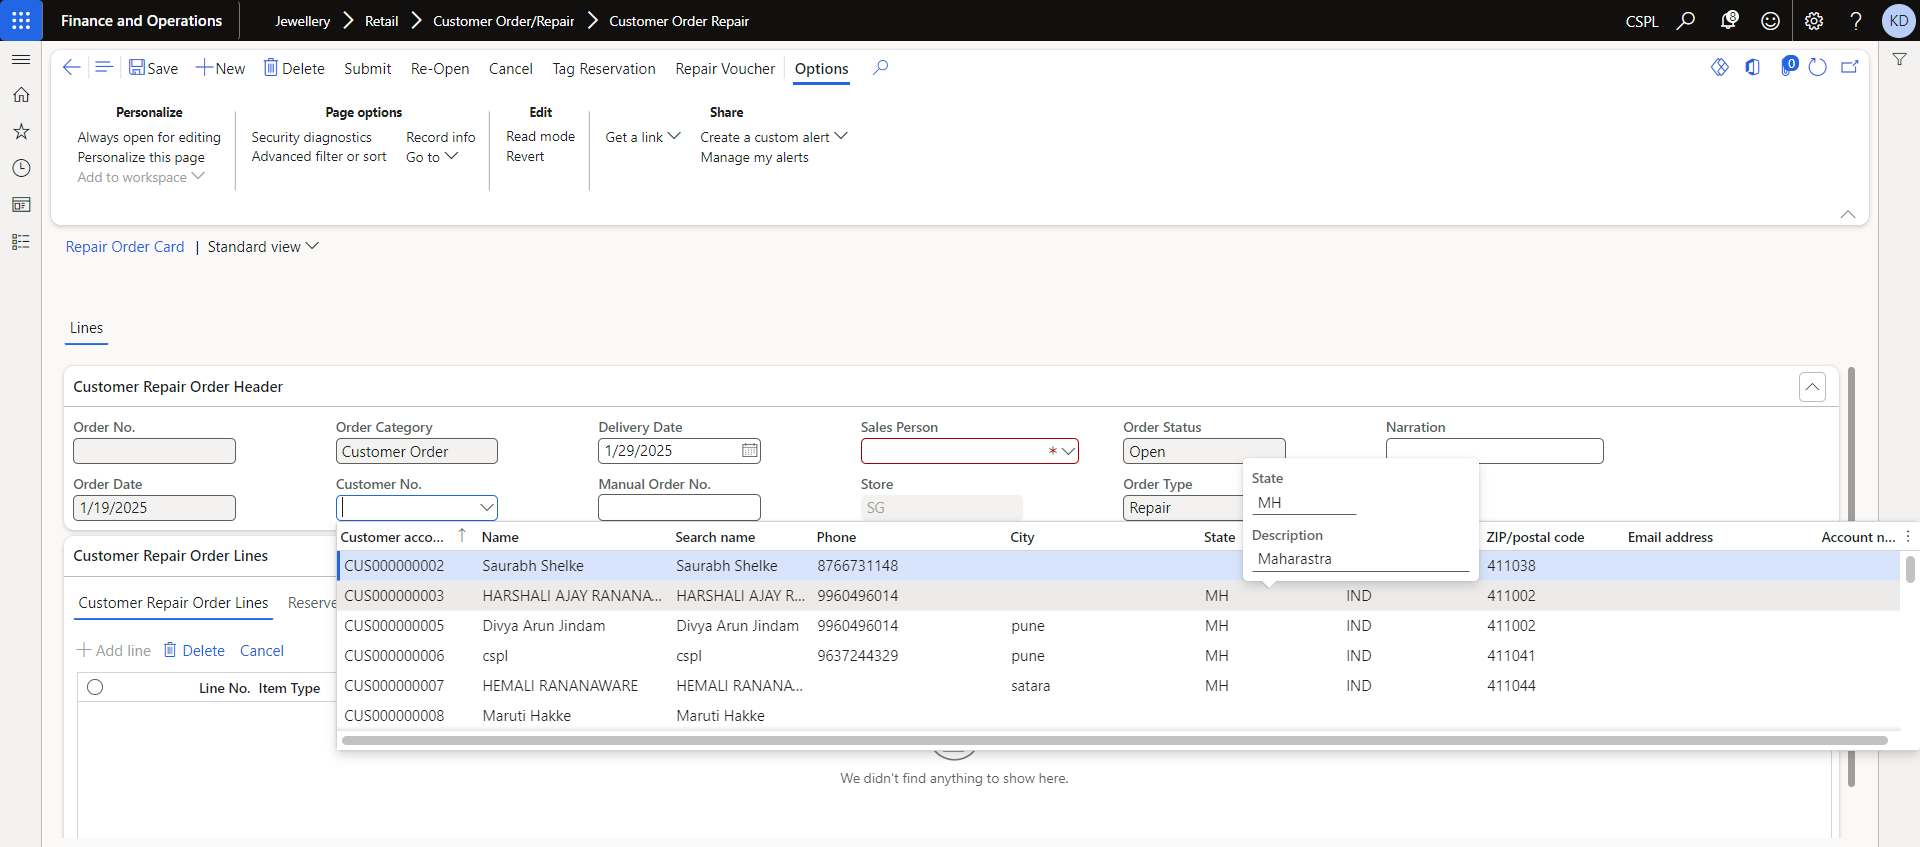 Finance and Operations
Jewellery > Retail > Customer Order/Repair > Customer Order Repair
CSPL
8
KD
Save
New
Delete
Submit
Re-Open
Cancel
Tag Reservation
Repair Voucher
Options
0
Personalize
Always open for editing
Personalize this page
Add to workspace
Page options
Security diagnostics
Advanced filter or sort
Record info
Go to
Edit
Read mode
Revert
Share
Get a link
Create a custom alert
Manage my alerts
Repair Order Card | Standard view
Lines
Customer Repair Order Header
Order No.
Order Category
Customer Order
Delivery Date
1/29/2025
Sales Person
*
Order Status
Open
Narration
Order Date
1/19/2025
Customer No.
Manual Order No.
Store
SG
Order Type
Repair
State
MH
Description
Maharastra
Customer Repair Order Lines
Customer Repair Order Lines
Reserve
Add line
Delete
Cancel
Line No. Item Type
Customer acco... Name Search name Phone City State ZIP/postal code Email address Account n...
CUS000000002 Saurabh Shelke Saurabh Shelke 8766731148 411038
CUS000000003 HARSHALI AJAY RANANA... HARSHALI AJAY R... 9960496014 MH IND 411002
CUS000000005 Divya Arun Jindam Divya Arun Jindam 9960496014 pune MH IND 411002
CUS000000006 cspl cspl 9637244329 pune MH IND 411041
CUS000000007 HEMALI RANANAWARE HEMALI RANANA... satara MH IND 411044
CUS000000008 Maruti Hakke Maruti Hakke
We didn't find anything to show here.